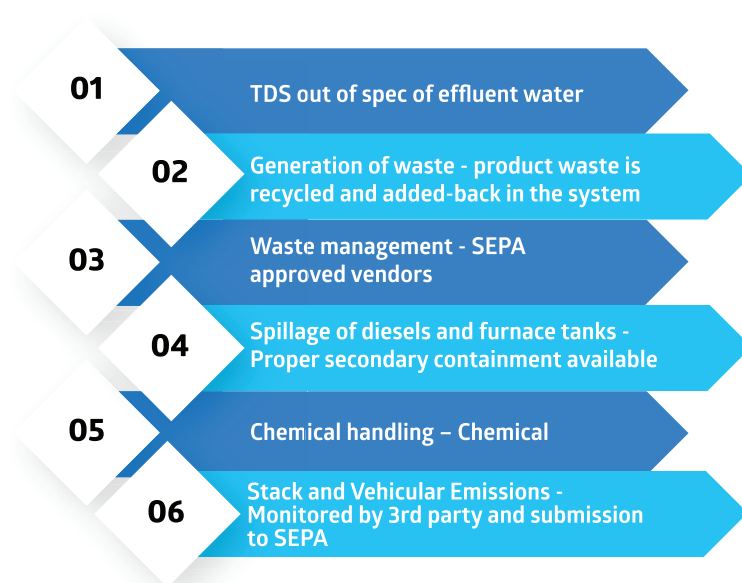 01
TDS out of spec of effluent water
02
Generation of waste - product waste is
recycled and added-back in the system
03
Waste management - SEPA
approved vendors
04
Spillage of diesels and furnace tanks -
Proper secondary containment available
05
Chemical handling – Chemical
06
Stack and Vehicular Emissions -
Monitored by 3rd party and submission
to SEPA